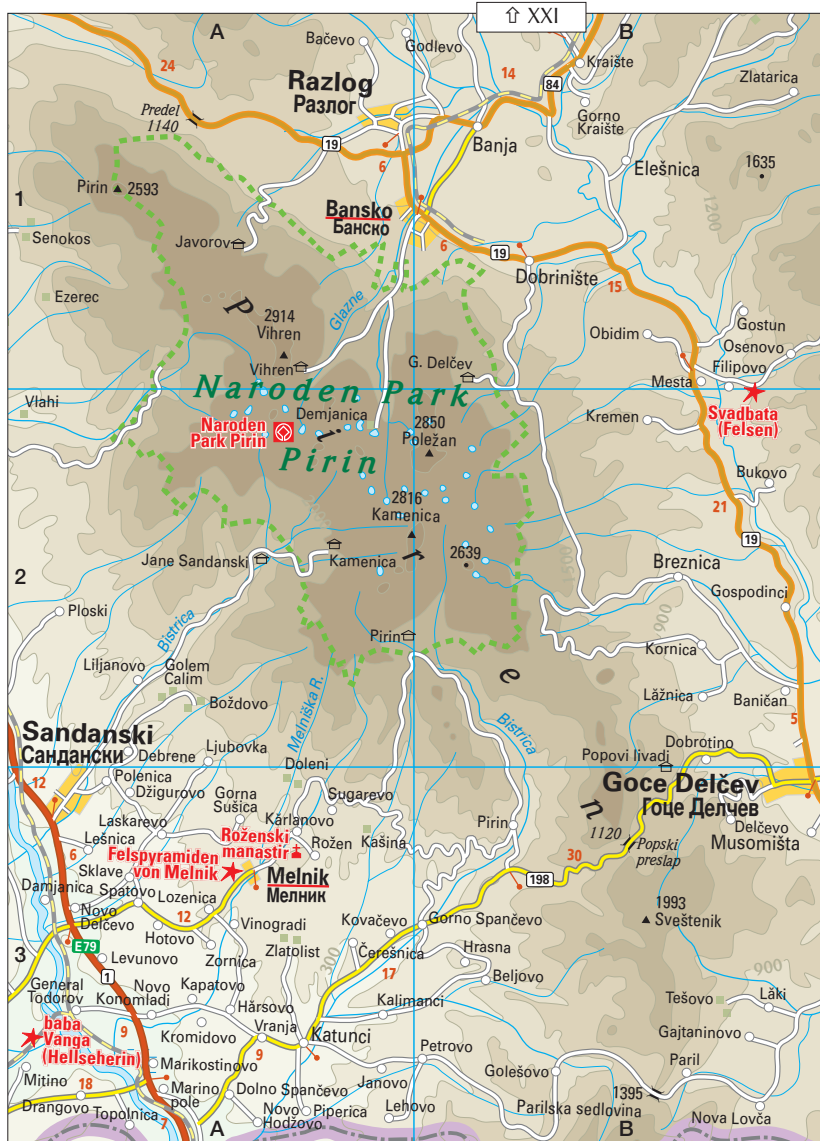 ⇧ XXI
A
B
24
Bačevo
Godlevo
14
Kraište
84
Zlatarica
Razlog
Разлог
Predel
1140
Gorno
Kraište
19
Banja
6
Elešnica
1635
1
Pirin
2593
Bansko
Банско
1200
Senokos
Javorov
6
19
Dobrinište
15
Ezerec
P
2914
Vihren
Glazne
Gostun
Obidim
Osenovo
Vihren
G. Delčev
Filipovo
Mesta
Naroden Park
Pirin
Vlahi
Demjanica
Svadbata
(Felsen)
Naroden
Park Pirin
i
2850
Poležan
Kremen
Bukovo
2816
Kamenica
21
r
19
2
Jane Sandanski
Kamenica
2639
Breznica
Ploski
Bistrica
900
Gospodinci
Pirin
Kornica
Liljanovo
Golem
Calim
e
Melniška R.
Lăžnica
Baničan
Boždovo
5
Sandanski
Сандански
Bistrica
Debrene
Ljubovka
Popovi livadi
Dobrotino
12
Doleni
Polenica
Džigurovo
Gorna
Sušica
Sugarevo
Goce Delčev
Гоце Делчев
n
Laskarevo
Kărlanovo
Pirin
Delčevo
Musomišta
6
Lešnica
Roženski
manastir
Rožen
Kašina
1120
Popski
preslap
Felspyramiden
von Melnik
30
Sklave
Melnik
Мелник
198
Damjanica
Spatovo
Lozenica
Novo
Delčevo
12
1993
Sveštenik
Vinogradi
Kovačevo
Gorno Spančevo
Hotovo
E79
3
Levunovo
Zornica
Zlatolist
300
Čerešnica
Hrasna
17
Beljovo
900
1
General
Todorov
Novo
Konomladi
Kapatovo
Tešovo
Lăki
Hărsovo
Kalimanci
baba
Vanga
(Hellseherin)
9
Kromidovo
Vranja
Katunci
Gajtaninovo
Marikostinovo
9
Petrovo
Golešovo
Paril
Mitino
18
Marino
pole
Dolno Spančevo
Janovo
1395
Drangovo
Topolnica
7
Novo
Hodžovo
Piperica
Lehovo
Parilska sedlovina
Nova Lovča
A
B